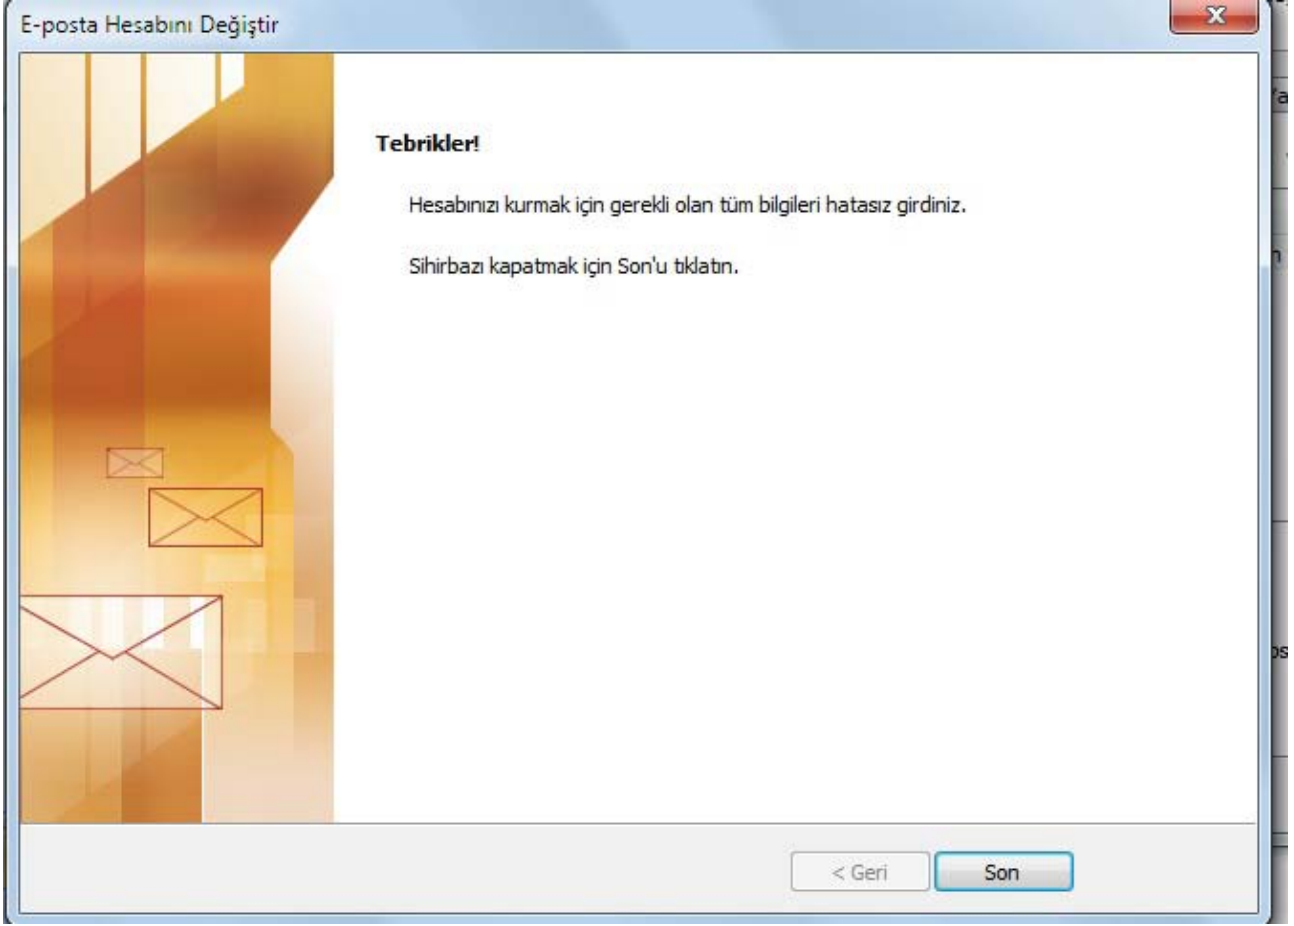 E-posta Hesabını Değiştir
Tebrikler!
Hesabınızı kurmak için gerekli olan tüm bilgileri hatasız girdiniz.
Sihirbazı kapatmak için Son'u tıklatın.
< Geri
Son